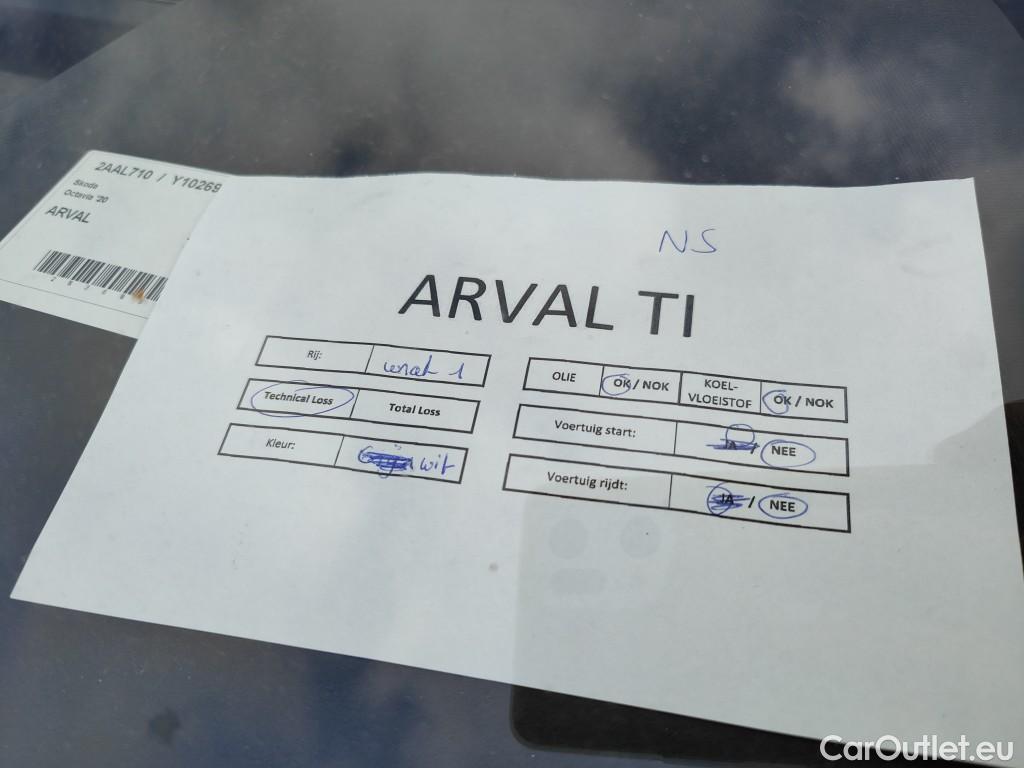 2AAL710 / Y10269
Skoda
Octavia '20
ARVAL
NS
ARVAL TI
Rij: 1
Technical Loss Total Loss
Kleur: wit
OLIE OK / NOK KOEL-VLOEISTOF OK / NOK
Voertuig start: JA / NEE
Voertuig rijdt: JA / NEE
CarOutlet.eu